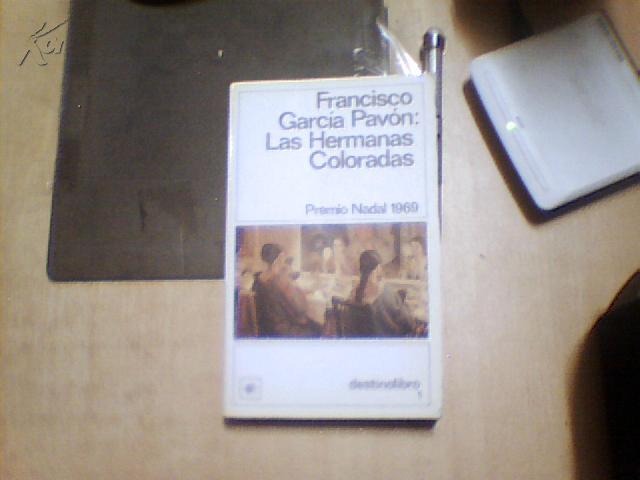 Francisco
García Pavón:
Las Hermanas
Coloradas
Premio Nadal 1969
destinolibro
1